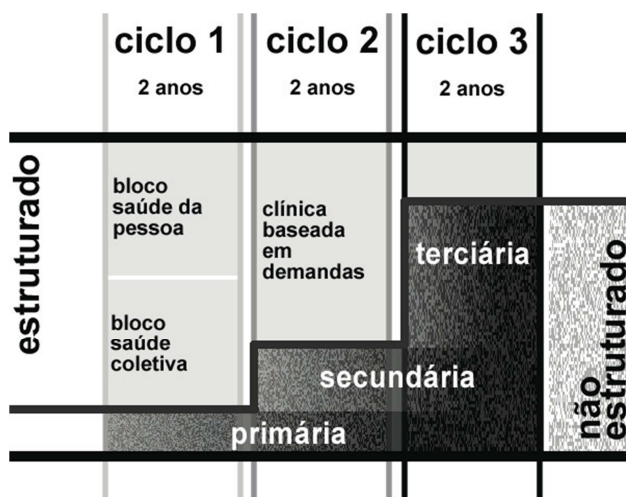 ciclo 1
2 anos
ciclo 2
2 anos
ciclo 3
2 anos
estruturado
bloco
saúde da
pessoa
bloco
saúde
coletiva
clínica
baseada
em
demandas
terciária
secundária
primária
não
estruturado